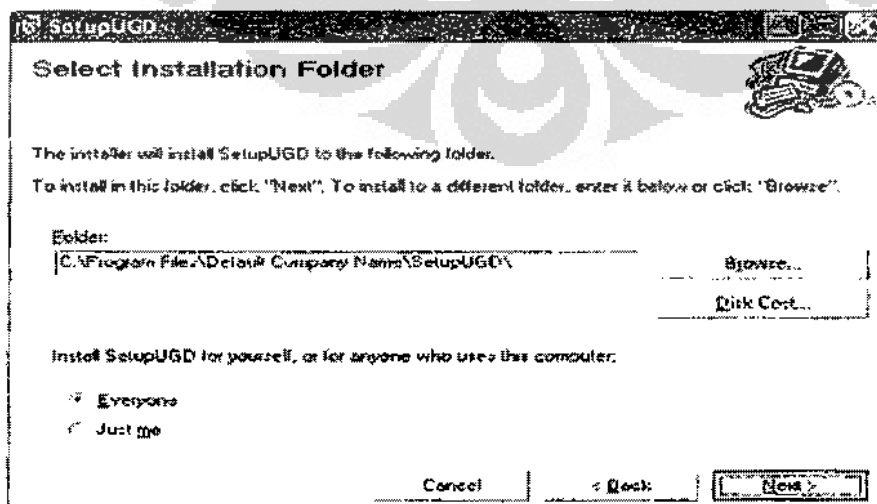 SetupUGD
Select Installation Folder
The installer will install SetupUGD to the following folder.
To install in this folder, click "Next". To install to a different folder, enter it below or click "Browse".
Folder:
C:\Program Files\Default Company Name\SetupUGD\
Browse...
Disk Cost...
Install SetupUGD for yourself, or for anyone who uses this computer:
Everyone
Just me
Cancel
< Back
Next >